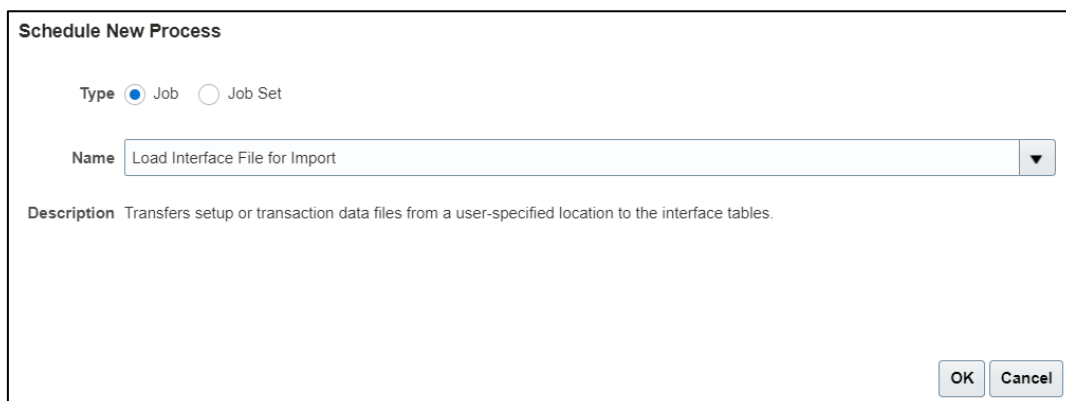 Schedule New Process
Type Job Job Set
Name Load Interface File for Import
Description Transfers setup or transaction data files from a user-specified location to the interface tables.
OK Cancel